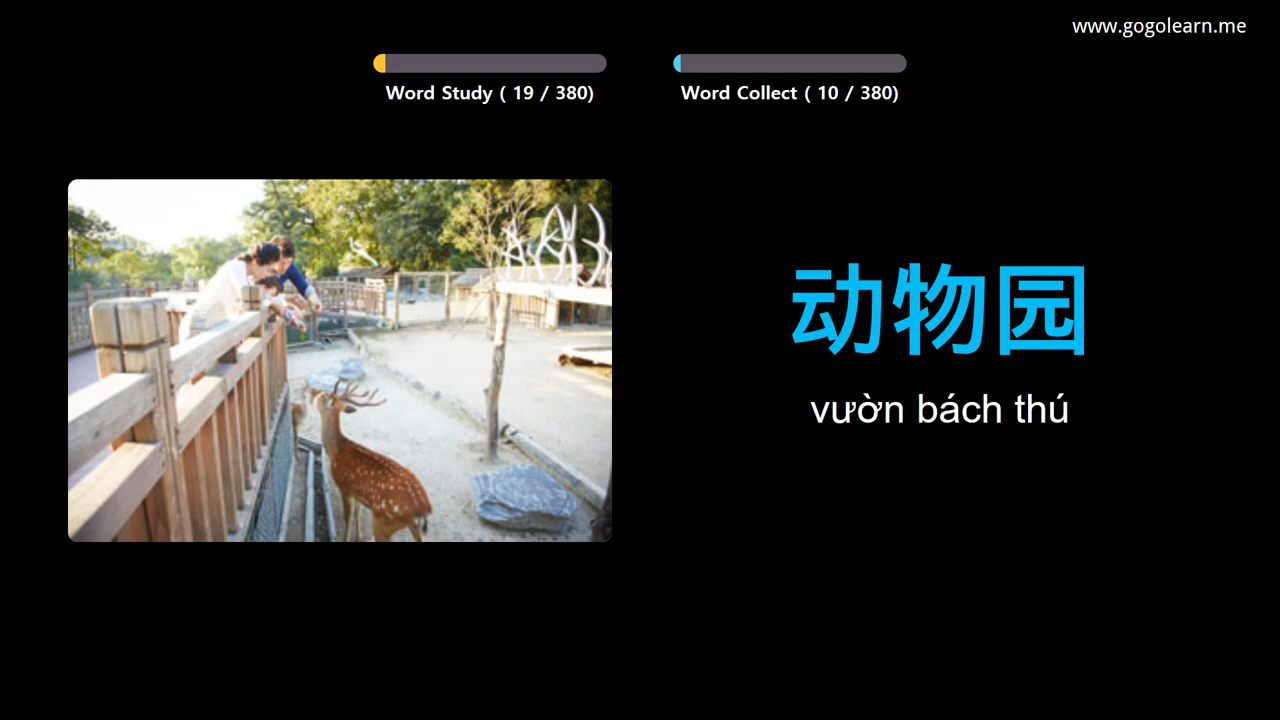 www.gogolearn.me
Word Study ( 19 / 380)
Word Collect ( 10 / 380)
动物园
vườn bách thú